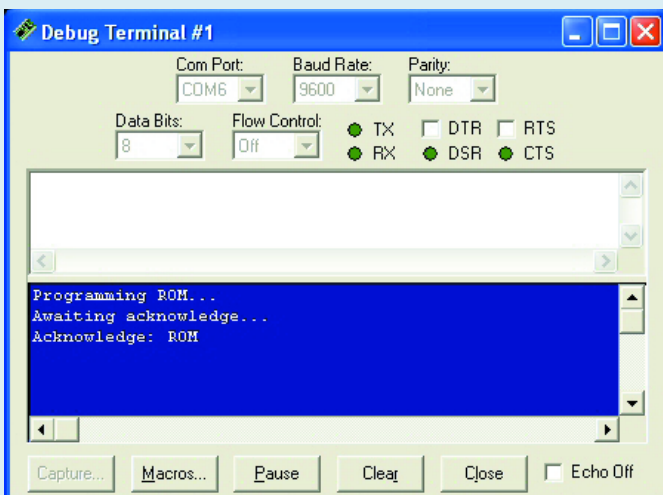 Debug Terminal #1
Com Port: Baud Rate: Parity:
COM6 9600 None
Data Bits: Flow Control: TX DTR RTS
8 Off RX DSR CTS
Programming ROM...
Awaiting acknowledge...
Acknowledge: ROM
Capture... Macros... Pause Clear Close Echo Off